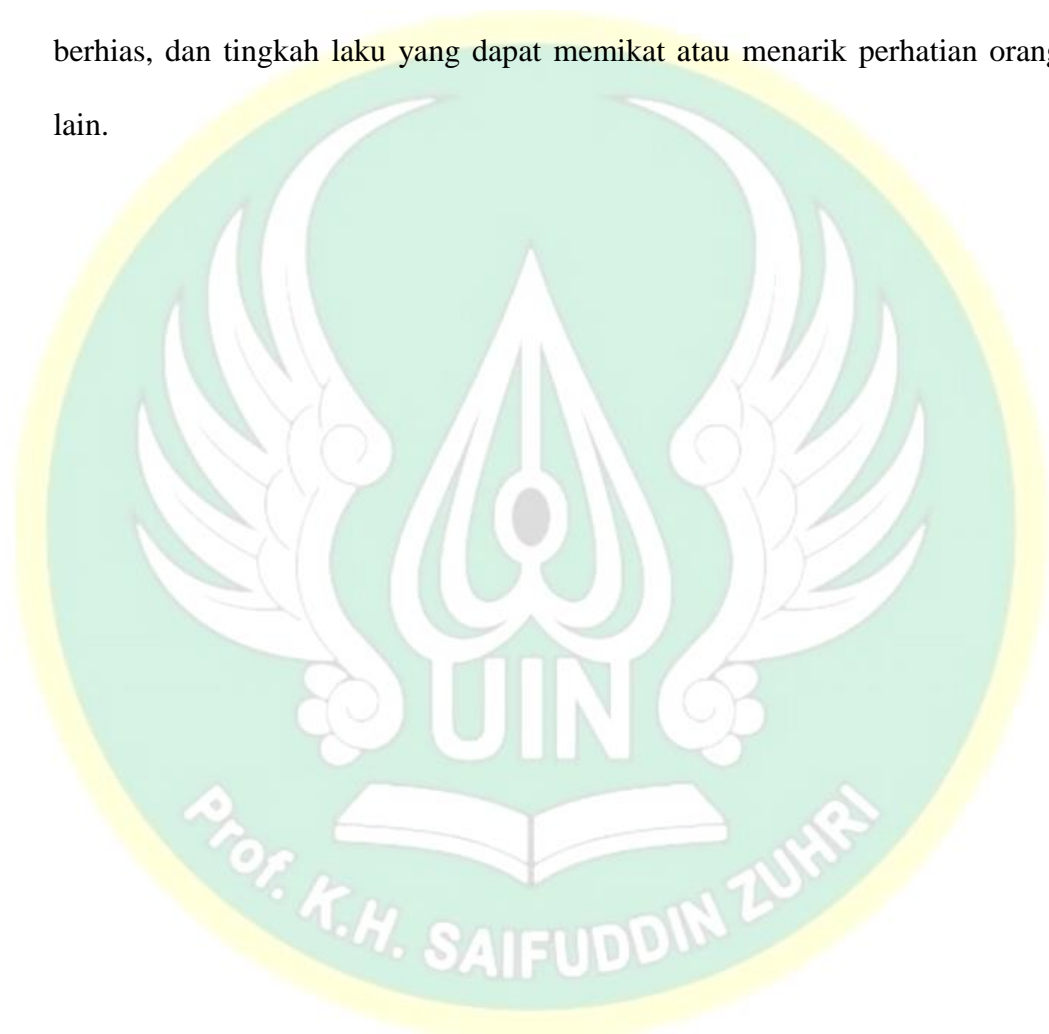 berhias, dan tingkah laku yang dapat memikat atau menarik perhatian orang
lain.
UIN
Prof. K.H. SAIFUDDIN ZUHRI